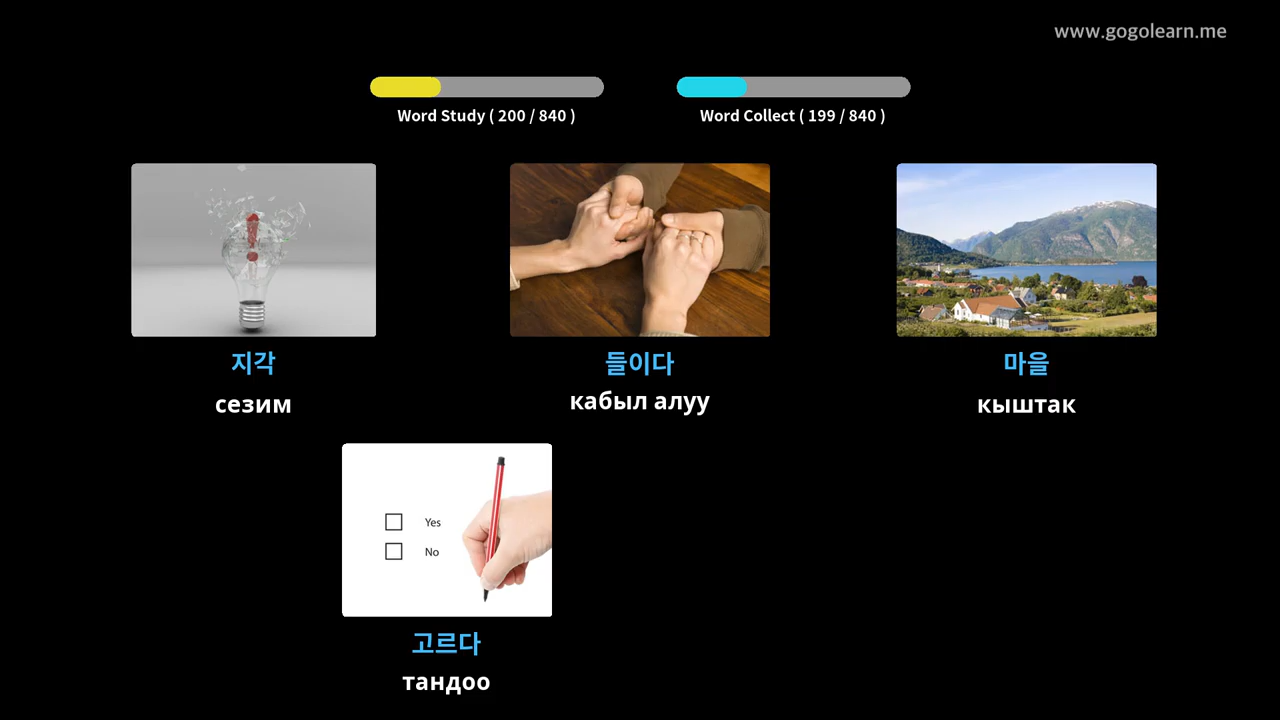 www.gogolearn.me
Word Study ( 200 / 840 )
Word Collect ( 199 / 840 )
지각
сезим
들이다
кабыл алуу
마을
кыштак
Yes
No
고르다
тандоо